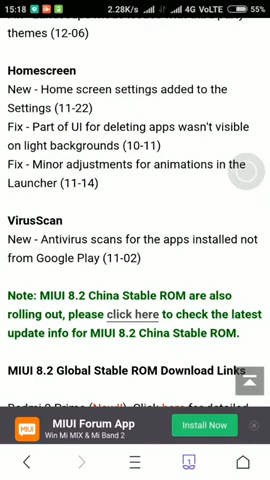 15:18 2.28K/s 4G VoLTE 55%
themes (12-06)
Homescreen
New - Home screen settings added to the
Settings (11-22)
Fix - Part of UI for deleting apps wasn't visible
on light backgrounds (10-11)
Fix - Minor adjustments for animations in the
Launcher (11-14)
VirusScan
New - Antivirus scans for the apps installed not
from Google Play (11-02)
Note: MIUI 8.2 China Stable ROM are also
rolling out, please click here to check the latest
update info for MIUI 8.2 China Stable ROM.
MIUI 8.2 Global Stable ROM Download Links
MIUI MIUI Forum App
Win Mi MIX & Mi Band 2
Install Now
1